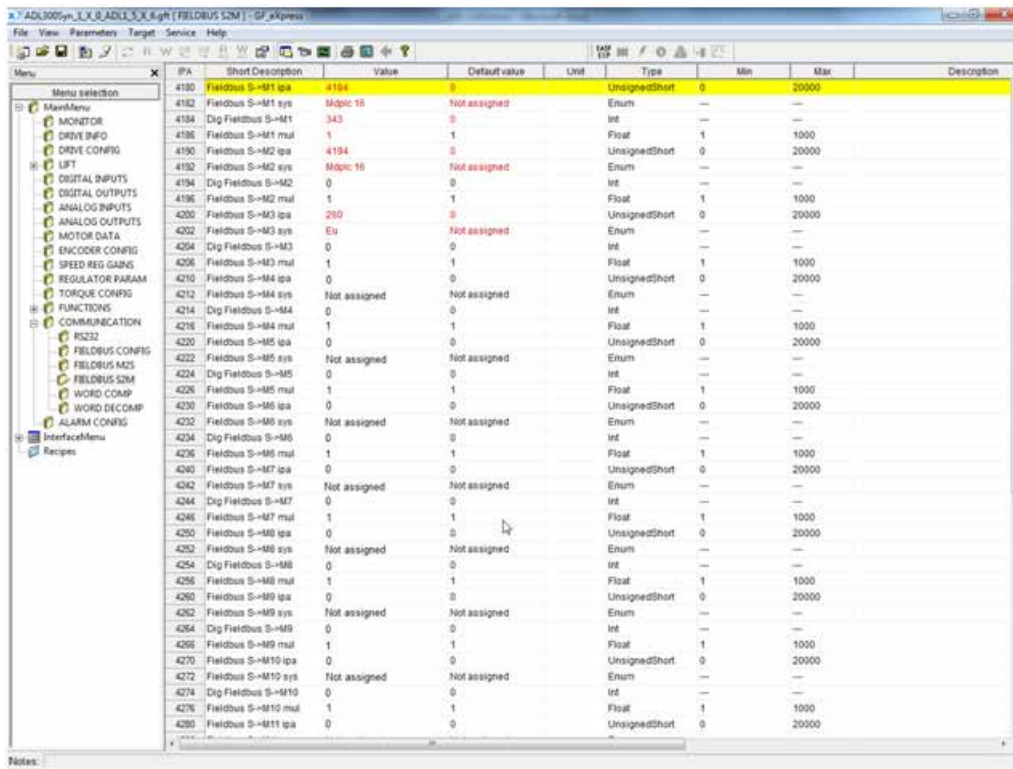 ADL300Syn_1_X_0_ADL1_5_X_6.gft [ FIELDBUS S2M ] - GF_eXpress
File View Parameters Target Service Help
Menu
Menu selection
MainMenu
MONITOR
DRIVE INFO
DRIVE CONFIG
LIFT
DIGITAL INPUTS
DIGITAL OUTPUTS
ANALOG INPUTS
ANALOG OUTPUTS
MOTOR DATA
ENCODER CONFIG
SPEED REG GAINS
REGULATOR PARAM
TORQUE CONFIG
FUNCTIONS
COMMUNICATION
RS232
FIELDBUS CONFIG
FIELDBUS M2S
FIELDBUS S2M
WORD COMP
WORD DECOMP
ALARM CONFIG
InterfaceMenu
Recipes
IPA Short Description Value Default value Unit Type Min Max Description
4180 Fieldbus S->M1 ipa 4184 0 UnsignedShort 0 20000
4182 Fieldbus S->M1 sys Mdplc 16 Not assigned Enum --- ---
4184 Dig Fieldbus S->M1 343 0 Int --- ---
4186 Fieldbus S->M1 mul 1 1 Float 1 1000
4190 Fieldbus S->M2 ipa 4194 0 UnsignedShort 0 20000
4192 Fieldbus S->M2 sys Mdplc 16 Not assigned Enum --- ---
4194 Dig Fieldbus S->M2 0 0 Int --- ---
4196 Fieldbus S->M2 mul 1 1 Float 1 1000
4200 Fieldbus S->M3 ipa 260 0 UnsignedShort 0 20000
4202 Fieldbus S->M3 sys Eu Not assigned Enum --- ---
4204 Dig Fieldbus S->M3 0 0 Int --- ---
4206 Fieldbus S->M3 mul 1 1 Float 1 1000
4210 Fieldbus S->M4 ipa 0 0 UnsignedShort 0 20000
4212 Fieldbus S->M4 sys Not assigned Not assigned Enum --- ---
4214 Dig Fieldbus S->M4 0 0 Int --- ---
4216 Fieldbus S->M4 mul 1 1 Float 1 1000
4220 Fieldbus S->M5 ipa 0 0 UnsignedShort 0 20000
4222 Fieldbus S->M5 sys Not assigned Not assigned Enum --- ---
4224 Dig Fieldbus S->M5 0 0 Int --- ---
4226 Fieldbus S->M5 mul 1 1 Float 1 1000
4230 Fieldbus S->M6 ipa 0 0 UnsignedShort 0 20000
4232 Fieldbus S->M6 sys Not assigned Not assigned Enum --- ---
4234 Dig Fieldbus S->M6 0 0 Int --- ---
4236 Fieldbus S->M6 mul 1 1 Float 1 1000
4240 Fieldbus S->M7 ipa 0 0 UnsignedShort 0 20000
4242 Fieldbus S->M7 sys Not assigned Not assigned Enum --- ---
4244 Dig Fieldbus S->M7 0 0 Int --- ---
4246 Fieldbus S->M7 mul 1 1 Float 1 1000
4250 Fieldbus S->M8 ipa 0 0 UnsignedShort 0 20000
4252 Fieldbus S->M8 sys Not assigned Not assigned Enum --- ---
4254 Dig Fieldbus S->M8 0 0 Int --- ---
4256 Fieldbus S->M8 mul 1 1 Float 1 1000
4260 Fieldbus S->M9 ipa 0 0 UnsignedShort 0 20000
4262 Fieldbus S->M9 sys Not assigned Not assigned Enum --- ---
4264 Dig Fieldbus S->M9 0 0 Int --- ---
4266 Fieldbus S->M9 mul 1 1 Float 1 1000
4270 Fieldbus S->M10 ipa 0 0 UnsignedShort 0 20000
4272 Fieldbus S->M10 sys Not assigned Not assigned Enum --- ---
4274 Dig Fieldbus S->M10 0 0 Int --- ---
4276 Fieldbus S->M10 mul 1 1 Float 1 1000
4280 Fieldbus S->M11 ipa 0 0 UnsignedShort 0 20000
Notes: